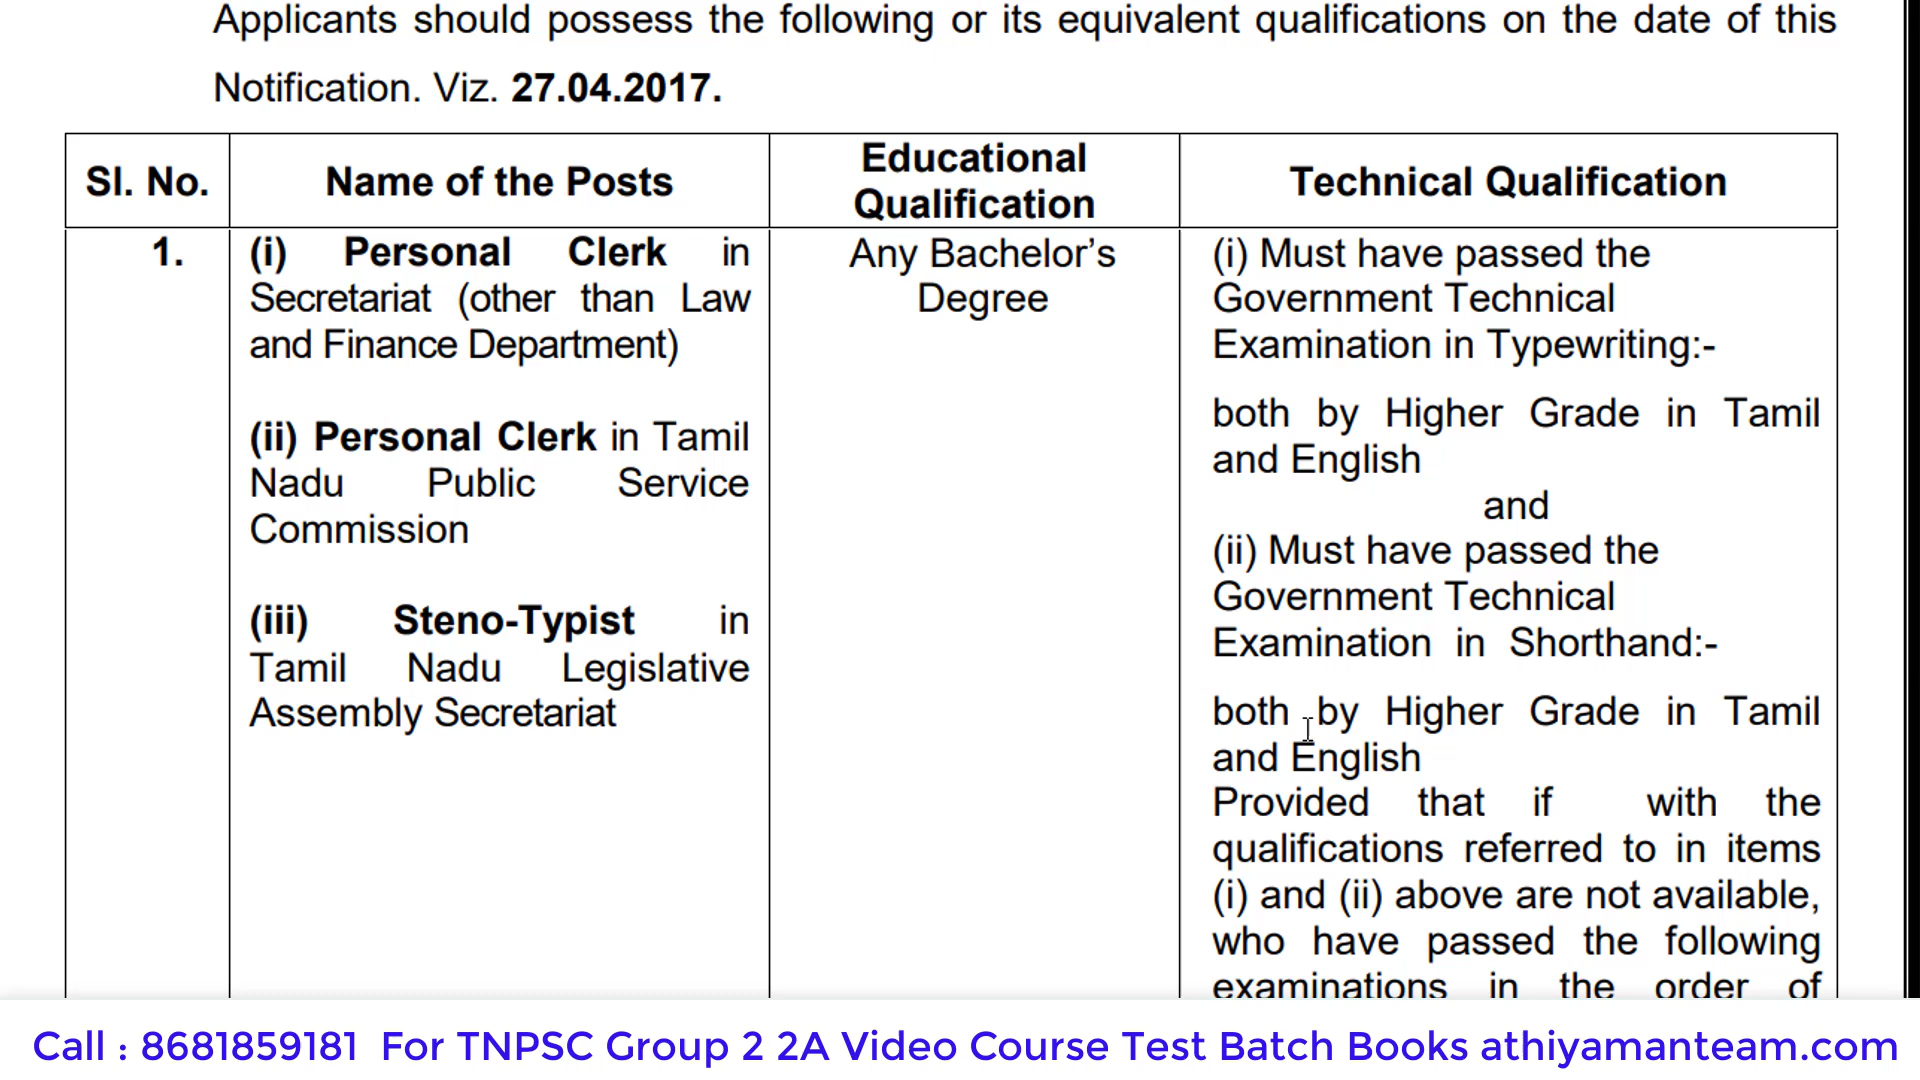 Applicants should possess the following or its equivalent qualifications on the date of this
Notification. Viz. 27.04.2017.
Sl. No.
Name of the Posts
Educational
Qualification
Technical Qualification
1.
(i) Personal Clerk in
Secretariat (other than Law
and Finance Department)
(ii) Personal Clerk in Tamil
Nadu Public Service
Commission
(iii) Steno-Typist in
Tamil Nadu Legislative
Assembly Secretariat
Any Bachelor’s
Degree
(i) Must have passed the
Government Technical
Examination in Typewriting:-
both by Higher Grade in Tamil
and English
and
(ii) Must have passed the
Government Technical
Examination in Shorthand:-
both by Higher Grade in Tamil
and English
Provided that if with the
qualifications referred to in items
(i) and (ii) above are not available,
who have passed the following
examinations in the order of
Call : 8681859181 For TNPSC Group 2 2A Video Course Test Batch Books athiyamanteam.com